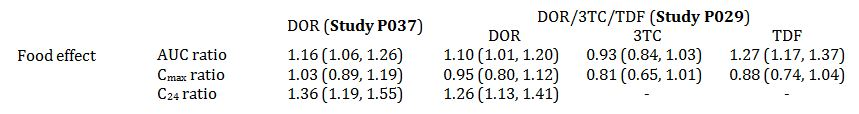 DOR (Study P037) DOR/3TC/TDF (Study P029)
DOR 3TC TDF
Food effect AUC ratio 1.16 (1.06, 1.26) 1.10 (1.01, 1.20) 0.93 (0.84, 1.03) 1.27 (1.17, 1.37)
Cmax ratio 1.03 (0.89, 1.19) 0.95 (0.80, 1.12) 0.81 (0.65, 1.01) 0.88 (0.74, 1.04)
C24 ratio 1.36 (1.19, 1.55) 1.26 (1.13, 1.41) - -